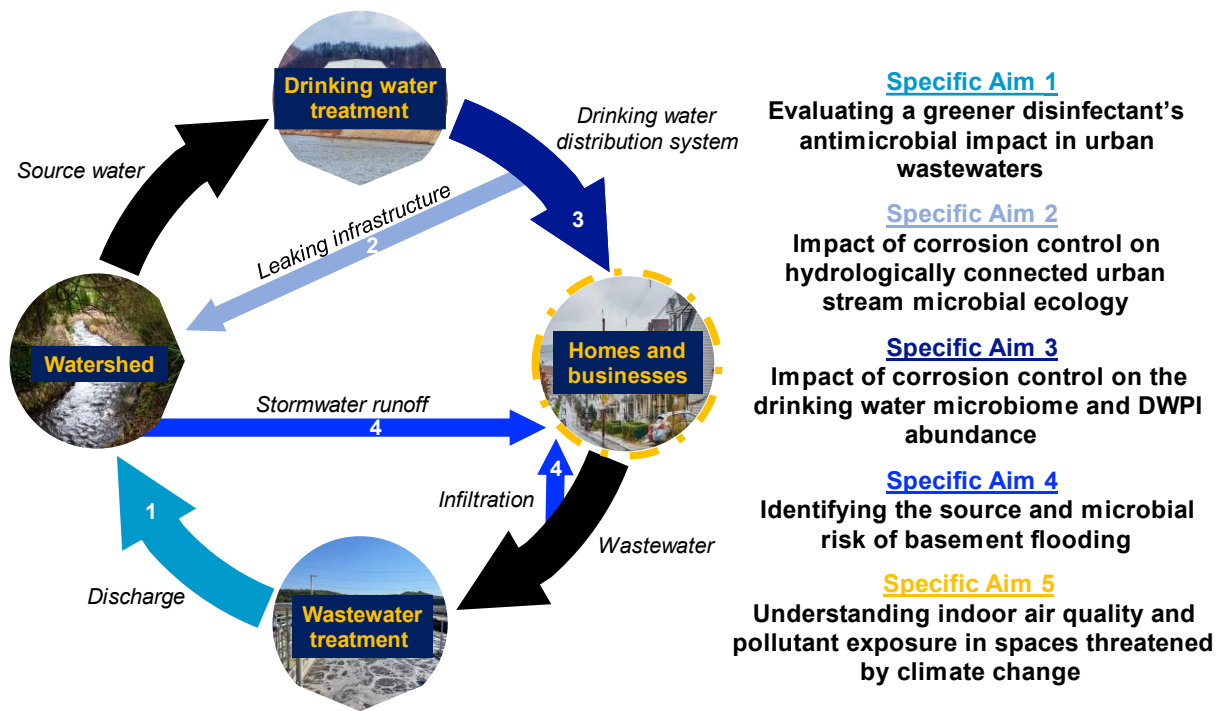 Drinking water
treatment
Drinking water
distribution system
Source water
3
Leaking infrastructure
2
Watershed
Homes and
businesses
Stormwater runoff
4
4
Infiltration
1
Wastewater
Discharge
Wastewater
treatment
Specific Aim 1
Evaluating a greener disinfectant’s
antimicrobial impact in urban
wastewaters
Specific Aim 2
Impact of corrosion control on
hydrologically connected urban
stream microbial ecology
Specific Aim 3
Impact of corrosion control on the
drinking water microbiome and DWPI
abundance
Specific Aim 4
Identifying the source and microbial
risk of basement flooding
Specific Aim 5
Understanding indoor air quality and
pollutant exposure in spaces threatened
by climate change